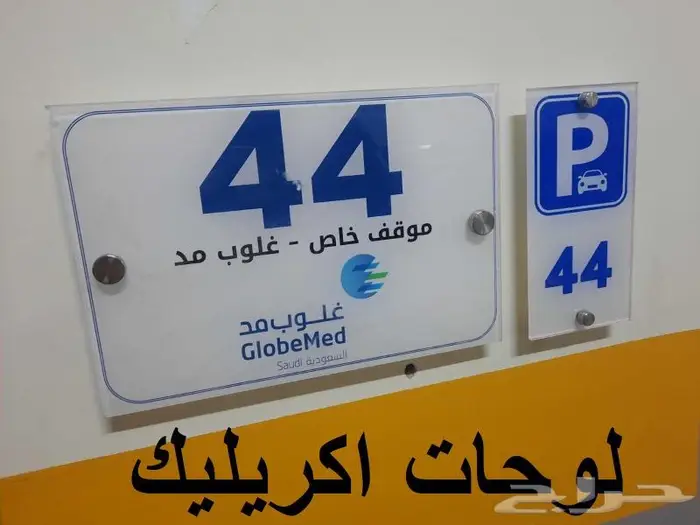 44
موقف خاص - غلوب مد
غلوب مد
GlobeMed
السعودية Saudi
P
44
لوحات اكريليك
حراج